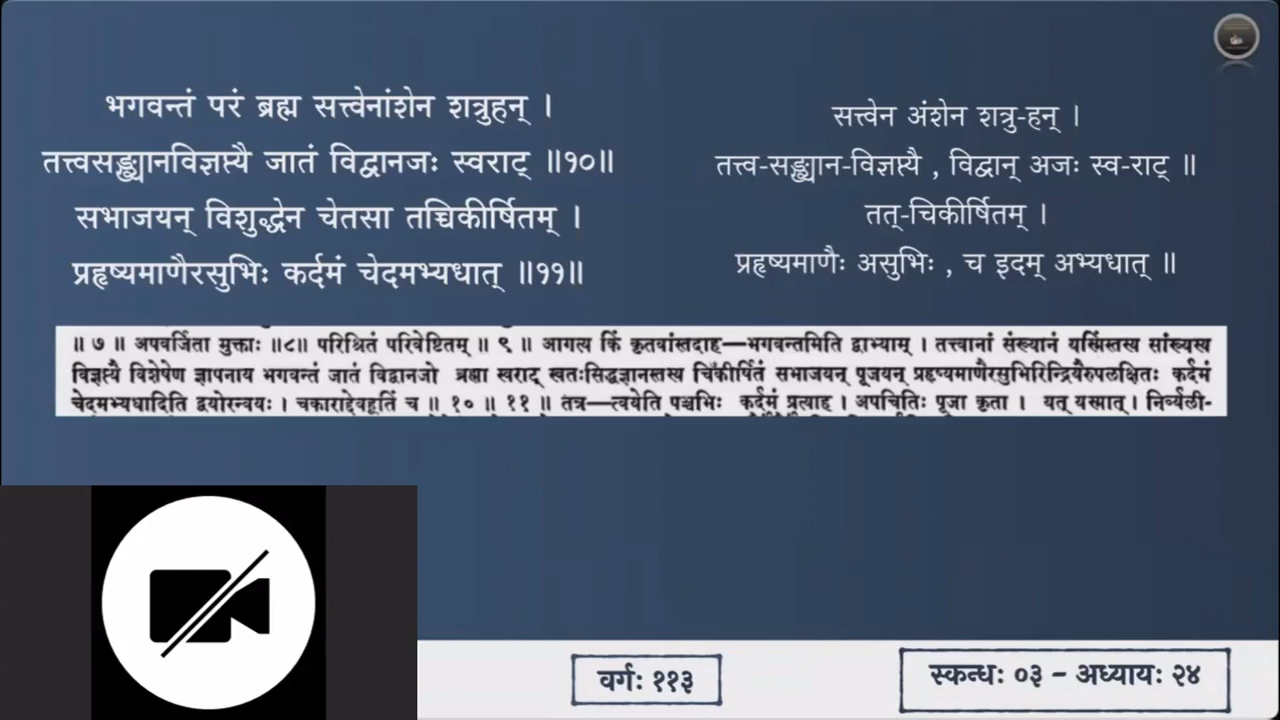 भगवन्तं परं ब्रह्म सत्त्वेनांशेन शत्रुहन् ।
तत्त्वसङ्ख्यानविज्ञप्त्यै जातं विद्वानजः स्वराट् ॥१०॥
सभाजयन् विशुद्धेन चेतसा तच्चिकीर्षितम् ।
प्रहृष्यमाणैरसुभिः कर्दमं चेदमभ्यधात् ॥११॥
सत्त्वेन अंशेन शत्रु-हन् ।
तत्त्व-सङ्ख्यान-विज्ञप्त्यै , विद्वान् अजः स्व-राट् ॥
तत्-चिकीर्षितम् ।
प्रहृष्यमाणैः असुभिः , च इदम् अभ्यधात् ॥
॥ ७ ॥ अपवर्जिता मुक्ताः ॥८॥ परिश्रितं परिवेष्टितम् ॥ ९ ॥ आगत्य किं कृतवांस्तदाह—भगवन्तमिति द्वाभ्याम् । तत्त्वानां संख्यानं यस्मिंस्तस्य सांख्यस्य
विज्ञप्त्यै विशेषेण ज्ञापनाय भगवन्तं जातं विद्वानजो ब्रह्मा स्वराट् स्वतःसिद्धज्ञानस्तस्य चिकीर्षितं सभाजयन् पूजयन् प्रहृष्यमाणैरसुभिरिन्द्रियैरुपलक्षितः कर्दमं
चेदमभ्यधादिति द्वयोरन्वयः । चकाराद्देवहूतिं च ॥ १० ॥ ११ ॥ तत्र—त्वयेति पञ्चभिः कर्दमं प्रत्याह । अपचितिः पूजा कृता । यत् यस्मात् । निर्व्यली-
वर्गः ११३
स्कन्धः ०३ - अध्यायः २४